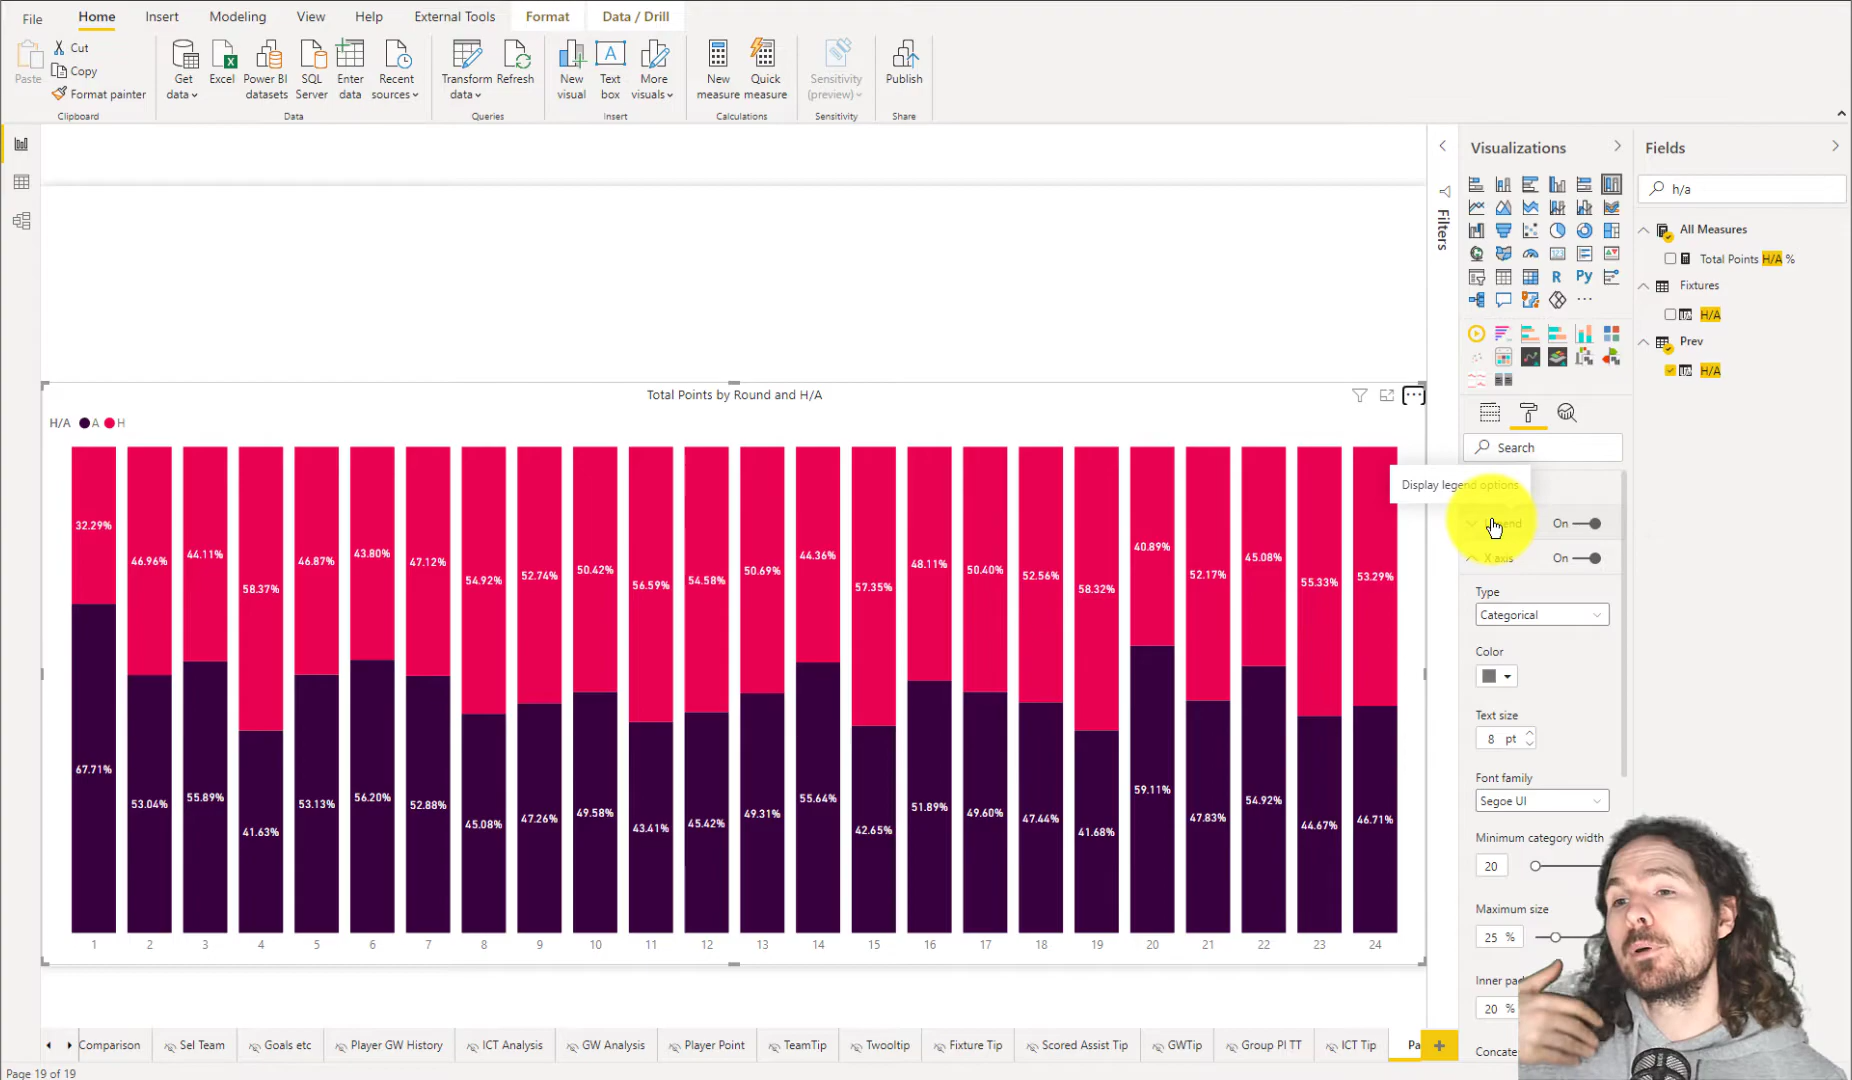 File
Home
Insert
Modeling
View
Help
External Tools
Format
Data / Drill
Paste
Cut
Copy
Format painter
Clipboard
Get data
Excel
Power BI datasets
SQL Server
Enter data
Recent sources
Data
Transform data
Refresh
Queries
New visual
Text box
More visuals
Insert
New measure
Quick measure
Calculations
Sensitivity (preview)
Sensitivity
Publish
Share
Filters
Visualizations
Fields
h/a
All Measures
Total Points H/A %
Fixtures
H/A
Prev
H/A
R
Py
Search
Display legend options
On
X axis
On
Type
Categorical
Color
Text size
8 pt
Font family
Segoe UI
Minimum category width
20
Maximum size
25 %
Inner pad
20 %
Concate
Total Points by Round and H/A
H/A A H
32.29% 46.96% 44.11% 58.37% 46.87% 43.80% 47.12% 54.92% 52.74% 50.42% 56.59% 54.58% 50.69% 44.36% 57.35% 48.11% 50.40% 52.56% 58.32% 40.89% 52.17% 45.08% 55.33% 53.29%
67.71% 53.04% 55.89% 41.63% 53.13% 56.20% 52.88% 45.08% 47.26% 49.58% 43.41% 45.42% 49.31% 55.64% 42.65% 51.89% 49.60% 47.44% 41.68% 59.11% 47.83% 54.92% 44.67% 46.71%
1 2 3 4 5 6 7 8 9 10 11 12 13 14 15 16 17 18 19 20 21 22 23 24
Comparison
Sel Team
Goals etc
Player GW History
ICT Analysis
GW Analysis
Player Point
TeamTip
Twooltip
Fixture Tip
Scored Assist Tip
GWTip
Group PI TT
ICT Tip
Pa
Page 19 of 19